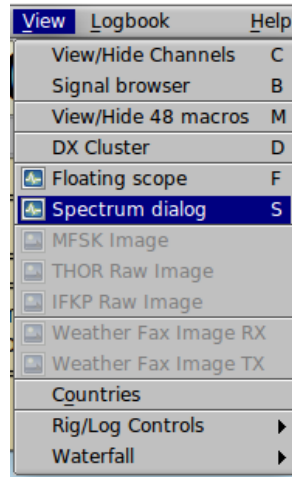 View Logbook Help
View/Hide Channels C
Signal browser B
View/Hide 48 macros M
DX Cluster D
Floating scope F
Spectrum dialog S
MFSK Image
THOR Raw Image
IFKP Raw Image
Weather Fax Image RX
Weather Fax Image TX
Countries
Rig/Log Controls
Waterfall